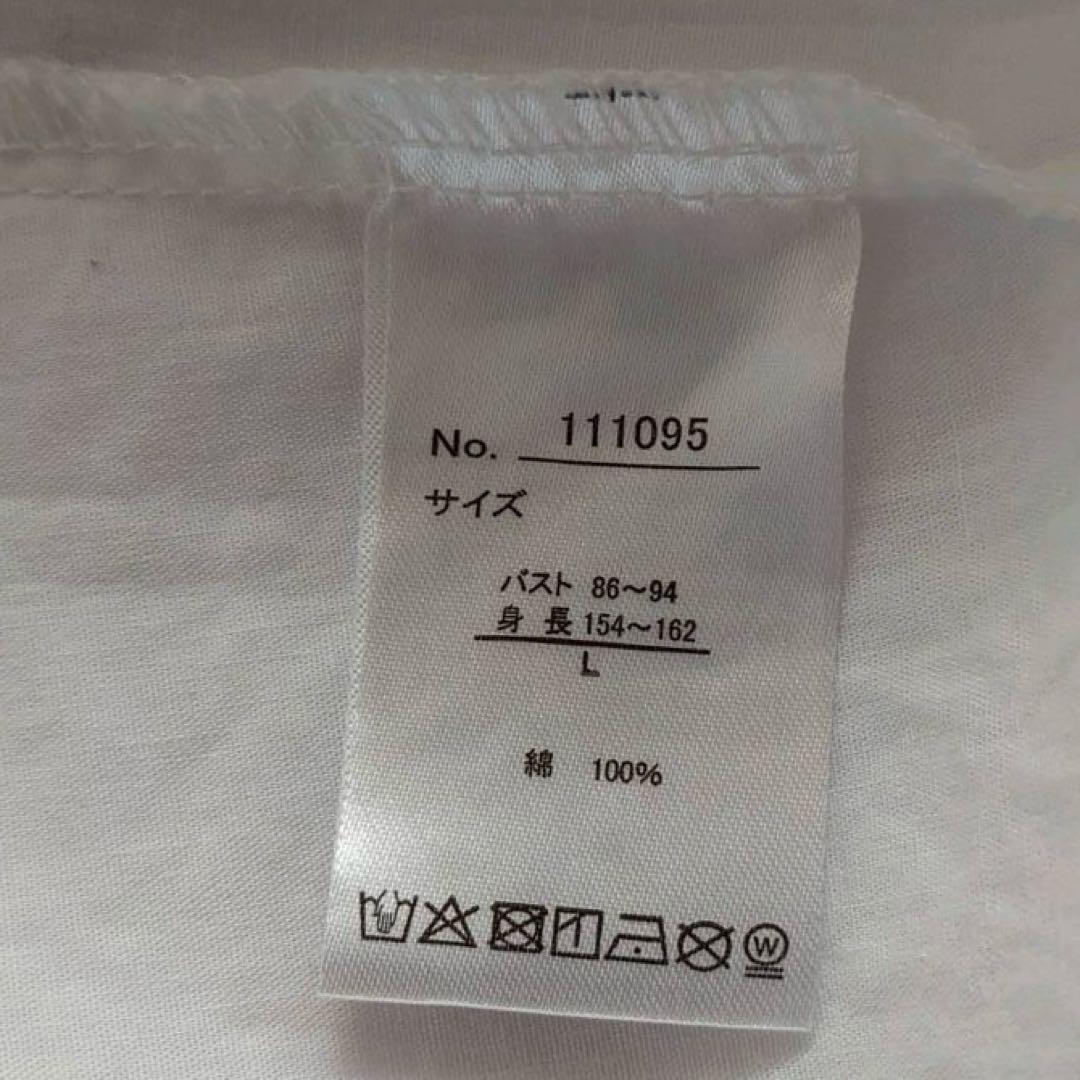 No. 111095
サイズ
バスト 86～94
身 長 154～162
L
綿 100%
W